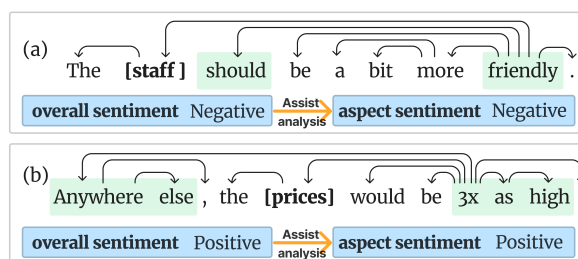 (a)
The [staff ] should be a bit more friendly .
overall sentiment Negative Assist analysis aspect sentiment Negative
(b)
Anywhere else , the [prices] would be 3x as high
overall sentiment Positive Assist analysis aspect sentiment Positive